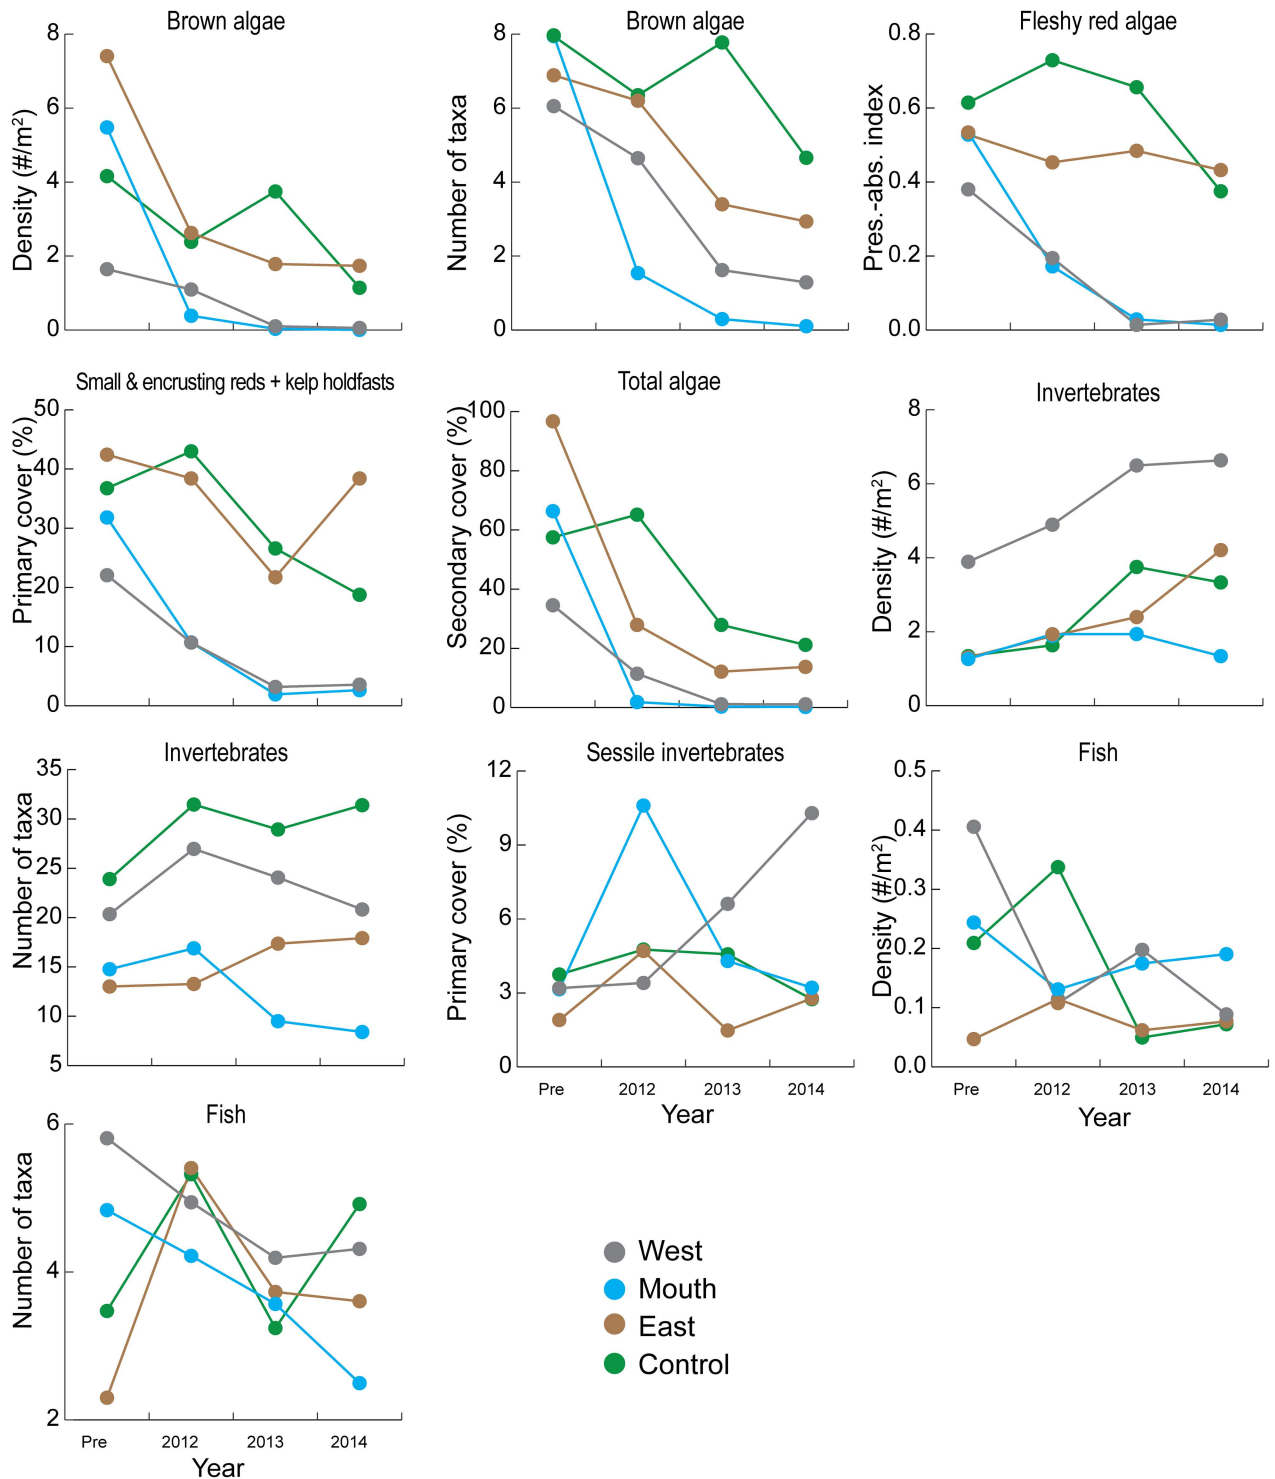 Brown algae
Density (#/m²)
8
6
4
2
0
Brown algae
Number of taxa
8
6
4
2
0
Fleshy red algae
Pres.-abs. index
0.8
0.6
0.4
0.2
0.0
Small & encrusting reds + kelp holdfasts
Primary cover (%)
50
40
30
20
10
0
Total algae
Secondary cover (%)
100
80
60
40
20
0
Invertebrates
Density (#/m²)
8
6
4
2
0
Invertebrates
Number of taxa
35
30
25
20
15
10
5
Sessile invertebrates
Primary cover (%)
12
9
6
3
0
Pre 2012 2013 2014
Year
Fish
Density (#/m²)
0.5
0.4
0.3
0.2
0.1
0.0
Pre 2012 2013 2014
Year
Fish
Number of taxa
6
4
2
Pre 2012 2013 2014
Year
West
Mouth
East
Control